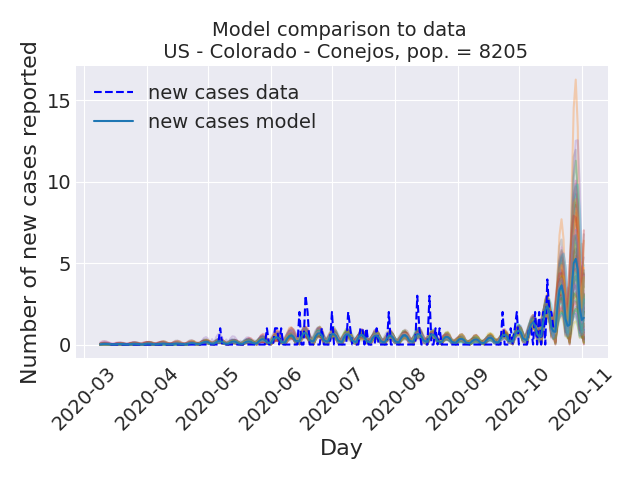 Model comparison to data
US - Colorado - Conejos, pop. = 8205
Number of new cases reported
15
10
5
0
new cases data
new cases model
2020-03
2020-04
2020-05
2020-06
2020-07
2020-08
2020-09
2020-10
2020-11
Day